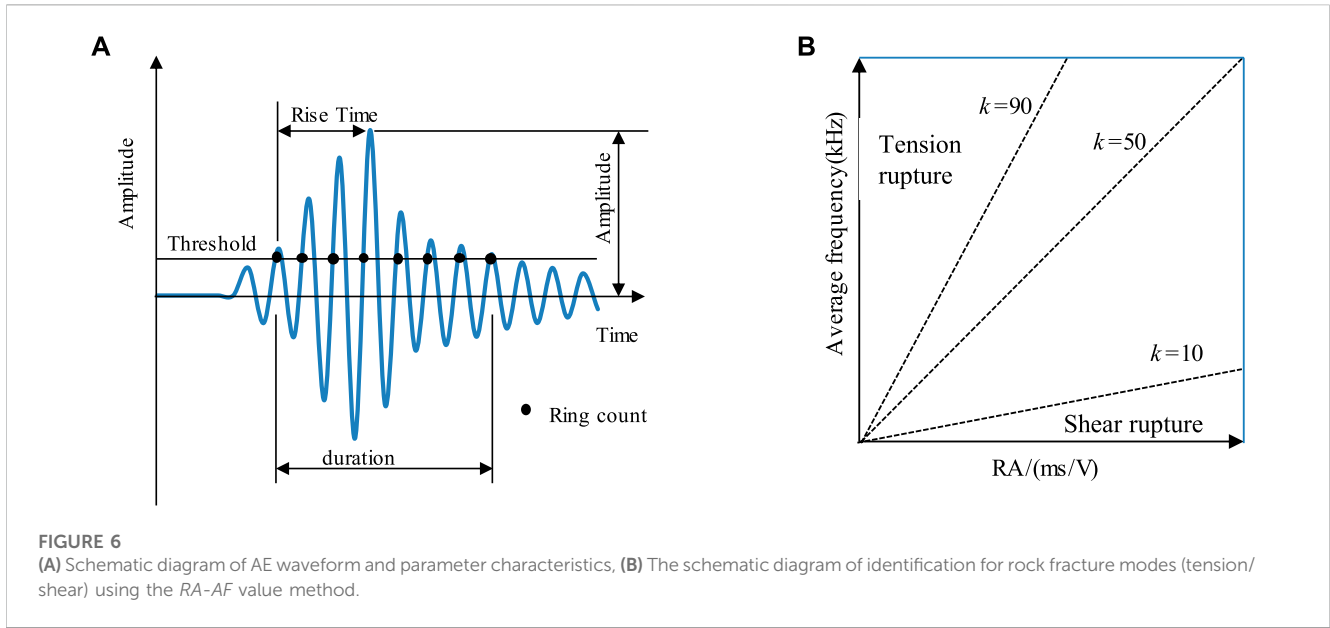 A
Amplitude
Rise Time
Amplitude
Threshold
Time
Ring count
duration
B
k=90
k=50
Tension
rupture
Average frequency(kHz)
k=10
Shear rupture
RA/(ms/V)
FIGURE 6
(A) Schematic diagram of AE waveform and parameter characteristics, (B) The schematic diagram of identification for rock fracture modes (tension/
shear) using the RA-AF value method.